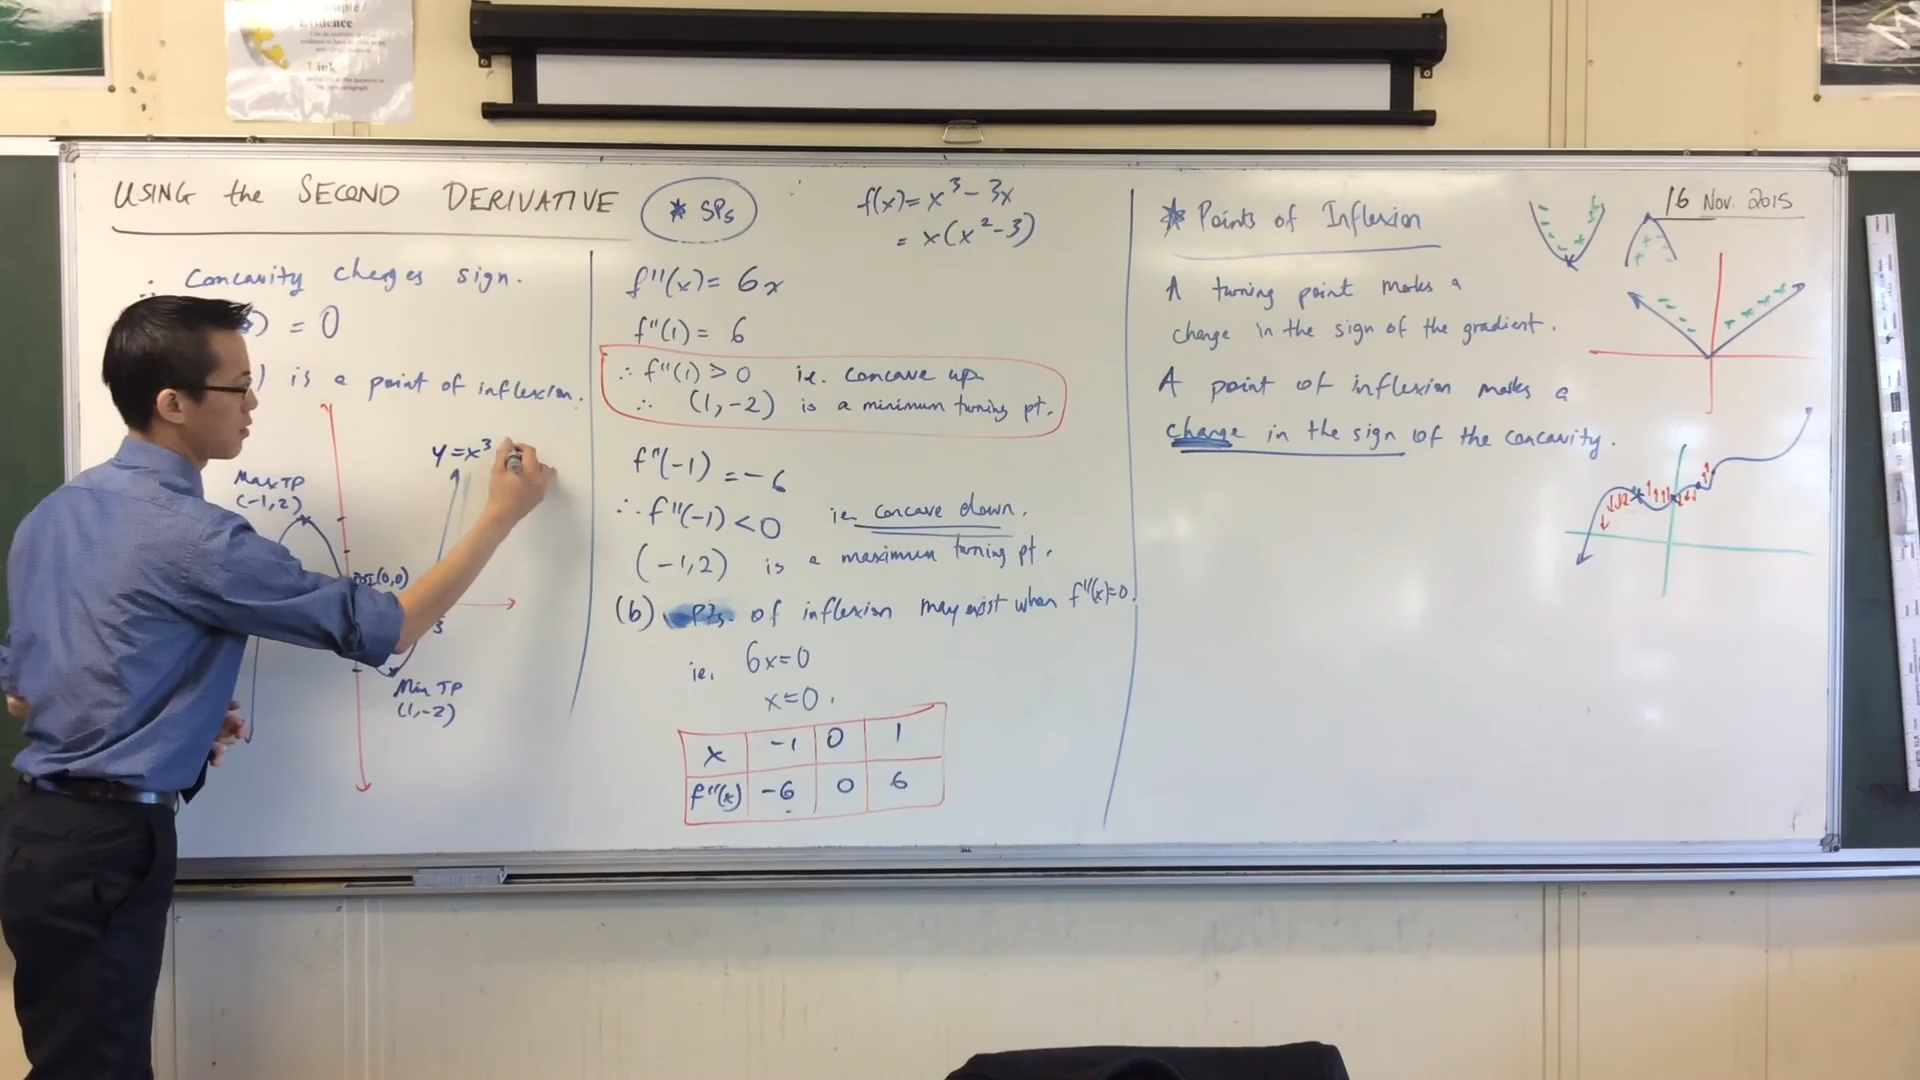 USING the SECOND DERIVATIVE
* SPs
∴ Concavity changes sign.
) = 0
) is a point of inflexion.
y = x³
Max TP
(-1,2)
POI (0,0)
3
Min TP
(1,-2)
f(x) = x³ - 3x
= x(x² - 3)
f''(x) = 6x
f''(1) = 6
∴ f''(1) > 0 ie. concave up
∴ (1,-2) is a minimum turning pt.
f''(-1) = -6
∴ f''(-1) < 0 ie. concave down.
(-1,2) is a maximum turning pt.
(b) Pts. of inflexion may exist when f''(x)=0.
ie. 6x=0
x=0.
x -1 0 1
f''(x) -6 0 6
* Points of Inflexion
16 Nov. 2015
A turning point marks a
change in the sign of the gradient.
A point of inflexion marks a
change in the sign of the concavity.
Evidence
Link